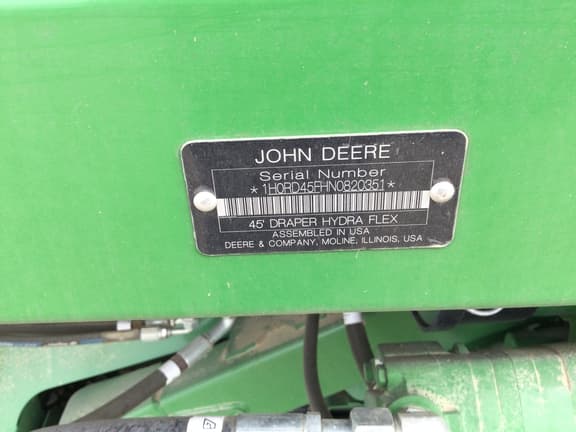 JOHN DEERE
Serial Number
*1H0RD45FHN0820351*
45' DRAPER HYDRA FLEX
ASSEMBLED IN USA
DEERE & COMPANY, MOLINE, ILLINOIS, USA